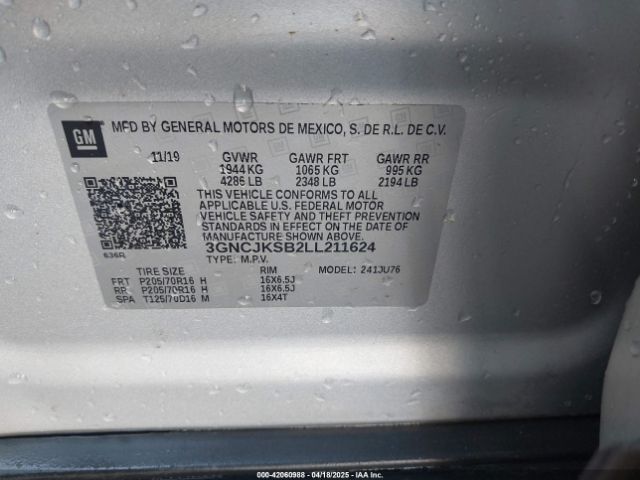 GM
MFD BY GENERAL MOTORS DE MEXICO, S. DE R.L. DE C.V.
11/19 GVWR GAWR FRT GAWR RR
1944 KG 1065 KG 995 KG
4286 LB 2348 LB 2194 LB
THIS VEHICLE CONFORMS TO ALL
APPLICABLE U.S. FEDERAL MOTOR
VEHICLE SAFETY AND THEFT PREVENTION
STANDARDS IN EFFECT ON THE DATE
OF MANUFACTURE SHOWN ABOVE.
3GNCJKSB2LL211624
636R TYPE: M.P.V.
TIRE SIZE RIM MODEL: 241JU76
FRT P205/70R16 H 16X6.5J
RR P205/70R16 H 16X6.5J
SPA T125/70D16 M 16X4T
000-42060988 - 04/18/2025 - IAAI.COM